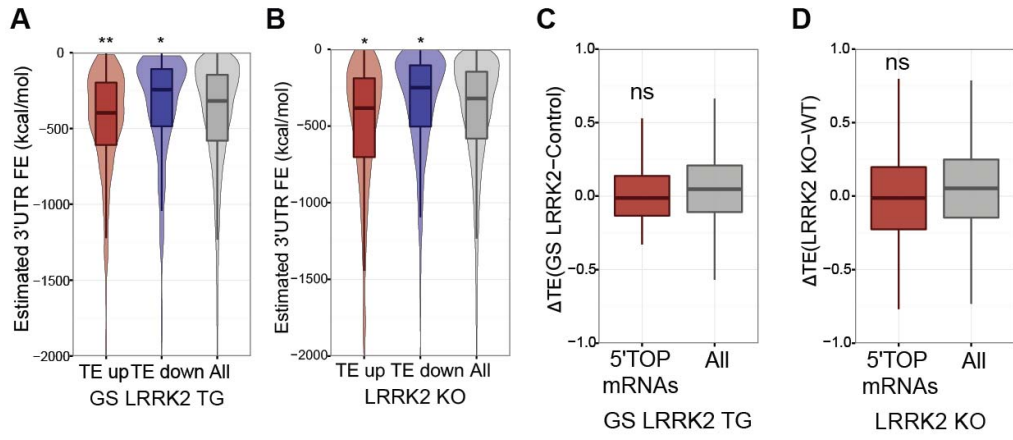 A
** *
Estimated 3'UTR FE (kcal/mol)
0
−500
−1000
−1500
−2000
TE up TE down All
GS LRRK2 TG
B
* *
Estimated 3'UTR FE (kcal/mol)
0
−500
−1000
−1500
−2000
TE up TE down All
LRRK2 KO
C
ns
ΔTE(GS LRRK2−Control)
1.0
0.5
0.0
−0.5
−1.0
5'TOP All
mRNAs
GS LRRK2 TG
D
ns
ΔTE(LRRK2 KO−WT)
1.0
0.5
0.0
−0.5
−1.0
5'TOP All
mRNAs
LRRK2 KO